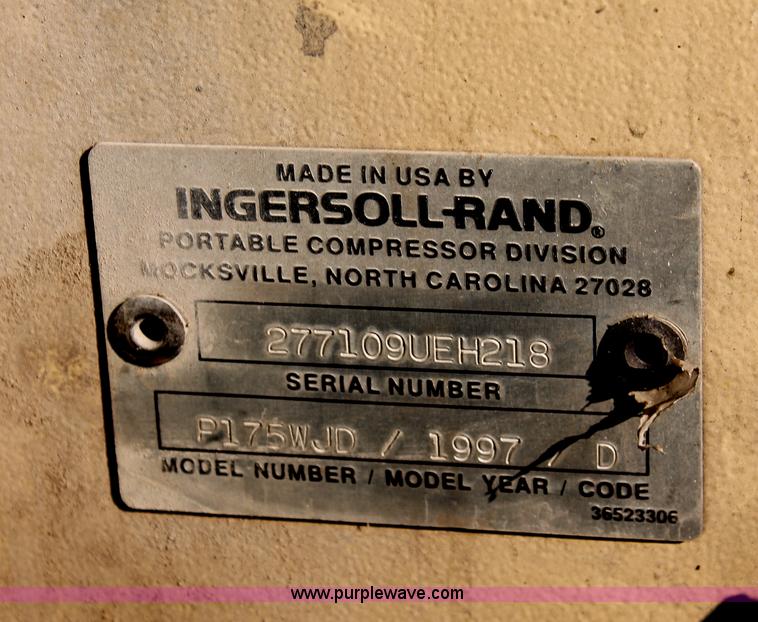 MADE IN USA BY
INGERSOLL-RAND®
PORTABLE COMPRESSOR DIVISION
MOCKSVILLE, NORTH CAROLINA 27028
277109UEH218
SERIAL NUMBER
P175WJD / 1997 / D
MODEL NUMBER / MODEL YEAR / CODE
36523306
www.purplewave.com